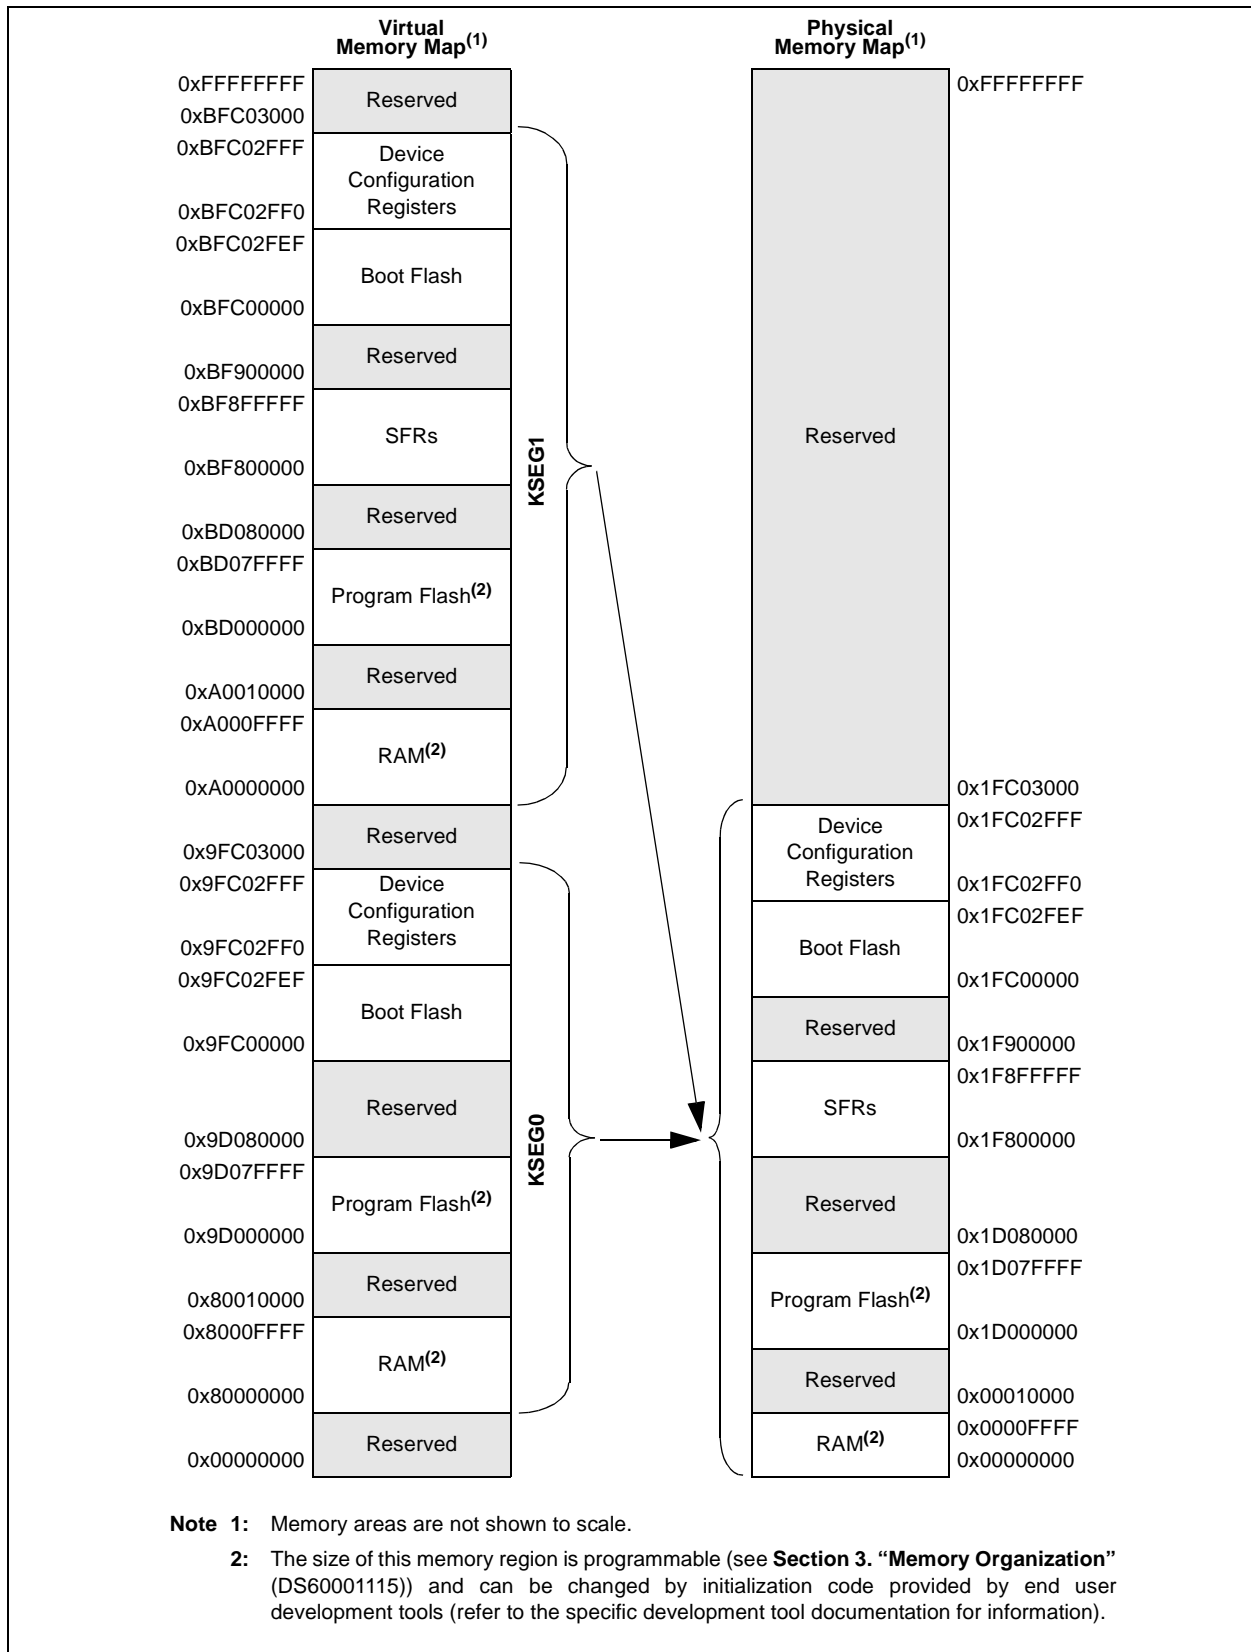 Virtual
Memory Map(1)
0xFFFFFFFF
Reserved
0xBFC03000
0xBFC02FFF
Device
Configuration
Registers
0xBFC02FF0
0xBFC02FEF
Boot Flash
0xBFC00000
Reserved
0xBF900000
0xBF8FFFFF
SFRs
0xBF800000
Reserved
0xBD080000
0xBD07FFFF
Program Flash(2)
0xBD000000
Reserved
0xA0010000
0xA000FFFF
RAM(2)
0xA0000000
Reserved
0x9FC03000
0x9FC02FFF
Device
Configuration
Registers
0x9FC02FF0
0x9FC02FEF
Boot Flash
0x9FC00000
Reserved
0x9D080000
0x9D07FFFF
Program Flash(2)
0x9D000000
Reserved
0x80010000
0x8000FFFF
RAM(2)
0x80000000
Reserved
0x00000000
KSEG1
KSEG0
Physical
Memory Map(1)
0xFFFFFFFF
Reserved
0x1FC03000
0x1FC02FFF
Device
Configuration
Registers
0x1FC02FF0
0x1FC02FEF
Boot Flash
0x1FC00000
Reserved
0x1F900000
0x1F8FFFFF
SFRs
0x1F800000
Reserved
0x1D080000
0x1D07FFFF
Program Flash(2)
0x1D000000
Reserved
0x00010000
0x0000FFFF
RAM(2)
0x00000000
Note 1: Memory areas are not shown to scale.
2: The size of this memory region is programmable (see Section 3. “Memory Organization”
(DS60001115)) and can be changed by initialization code provided by end user
development tools (refer to the specific development tool documentation for information).